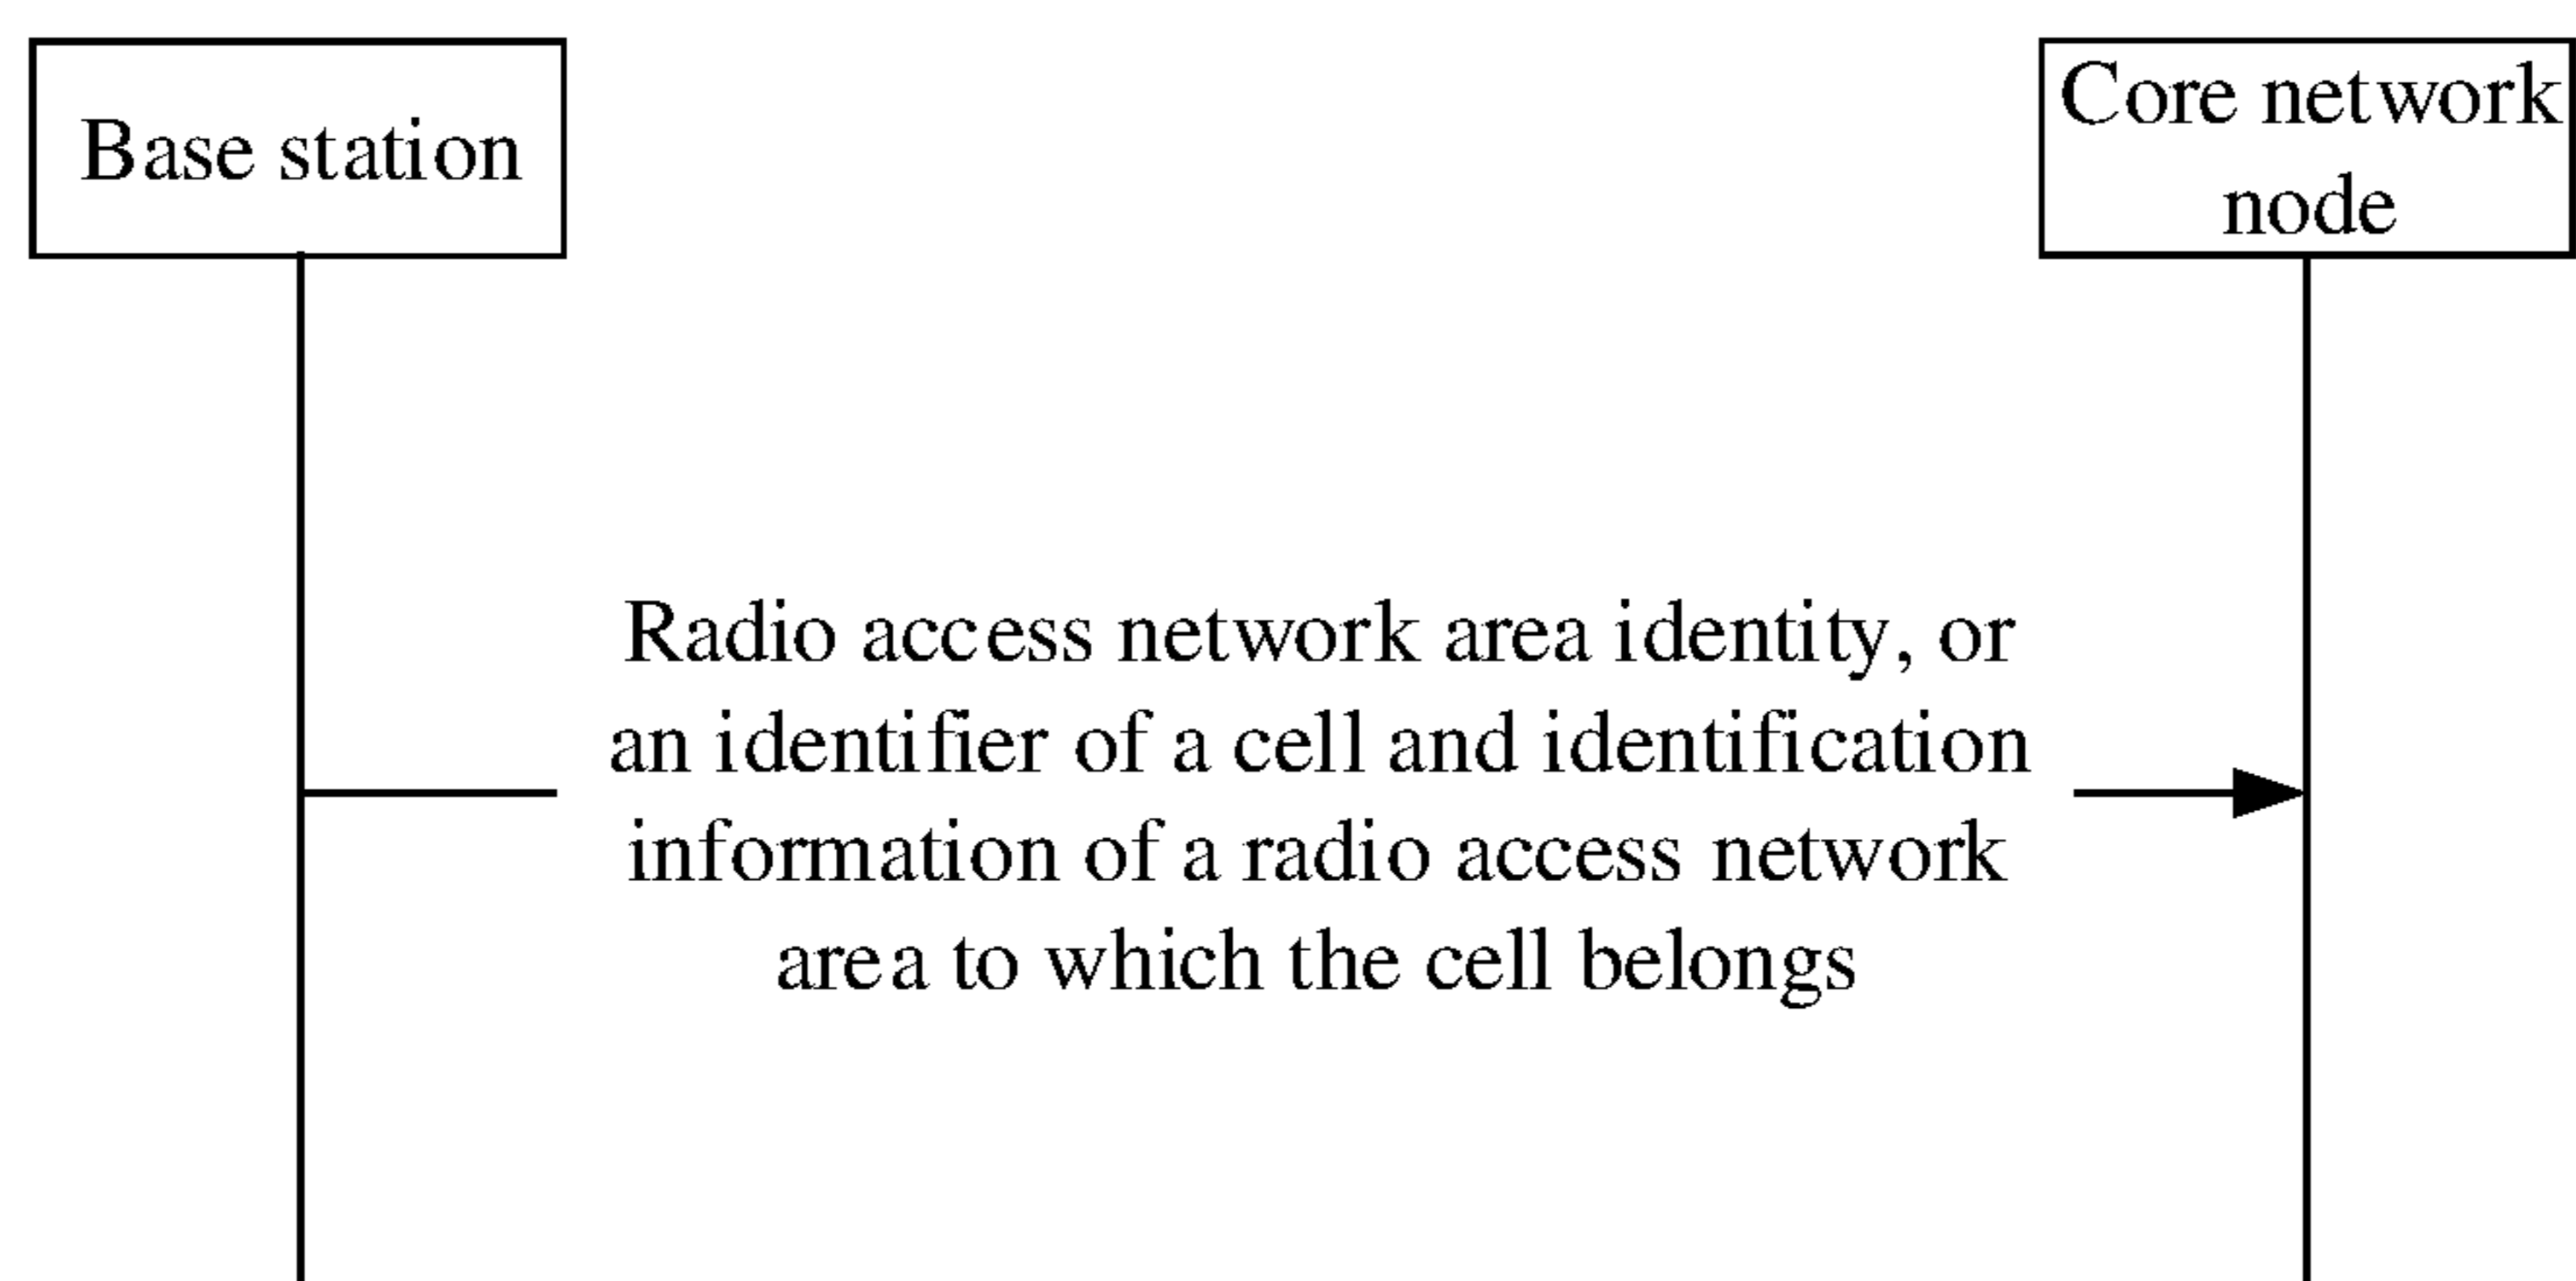 Base station
Core network
node
Radio access network area identity, or
an identifier of a cell and identification
information of a radio access network
area to which the cell belongs